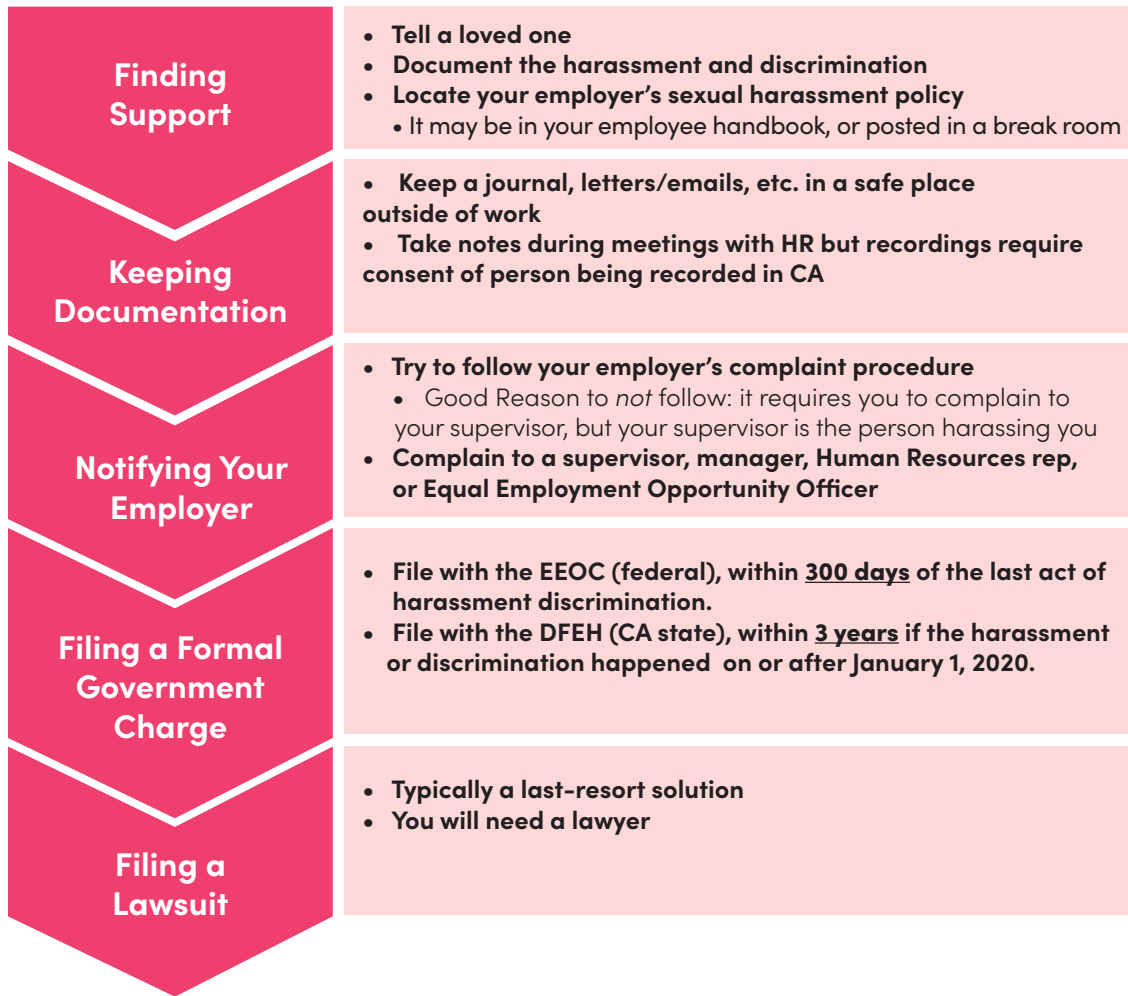 Finding
Support
• Tell a loved one
• Document the harassment and discrimination
• Locate your employer’s sexual harassment policy
• It may be in your employee handbook, or posted in a break room
Keeping
Documentation
• Keep a journal, letters/emails, etc. in a safe place
outside of work
• Take notes during meetings with HR but recordings require
consent of person being recorded in CA
Notifying Your
Employer
• Try to follow your employer’s complaint procedure
• Good Reason to not follow: it requires you to complain to
your supervisor, but your supervisor is the person harassing you
• Complain to a supervisor, manager, Human Resources rep,
or Equal Employment Opportunity Officer
Filing a Formal
Government
Charge
• File with the EEOC (federal), within 300 days of the last act of
harassment discrimination.
• File with the DFEH (CA state), within 3 years if the harassment
or discrimination happened on or after January 1, 2020.
Filing a
Lawsuit
• Typically a last-resort solution
• You will need a lawyer